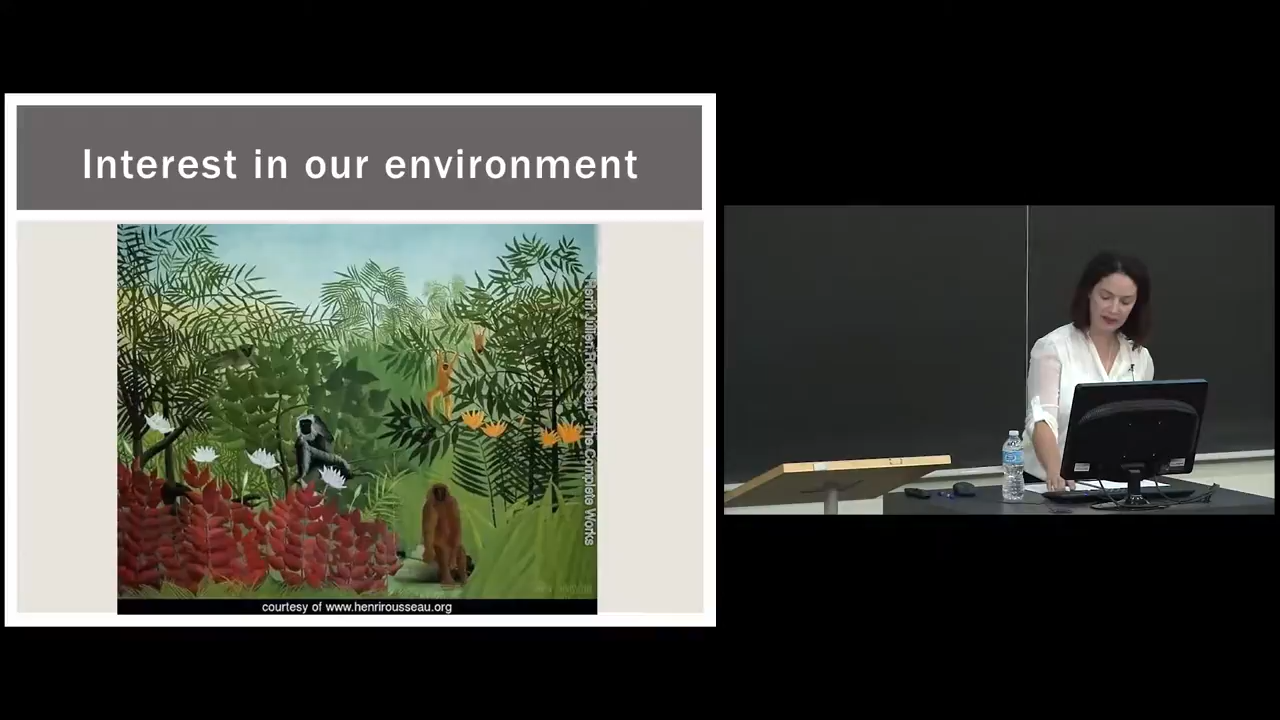 Interest in our environment
Henri Julien Rousseau - The Complete Works
courtesy of www.henrirousseau.org